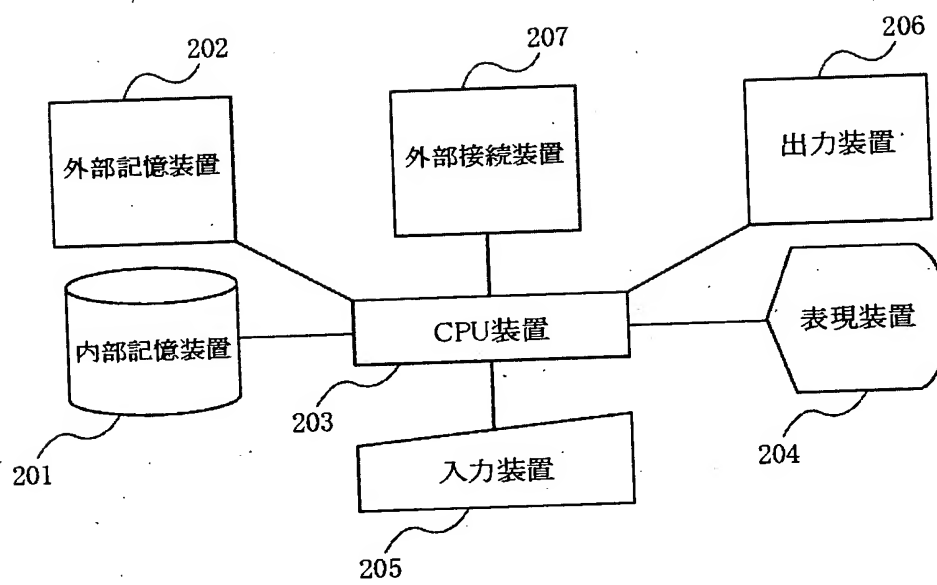 202
207
206
外部記憶装置
外部接続装置
出力装置
内部記憶装置
CPU装置
表現装置
203
201
入力装置
204
205